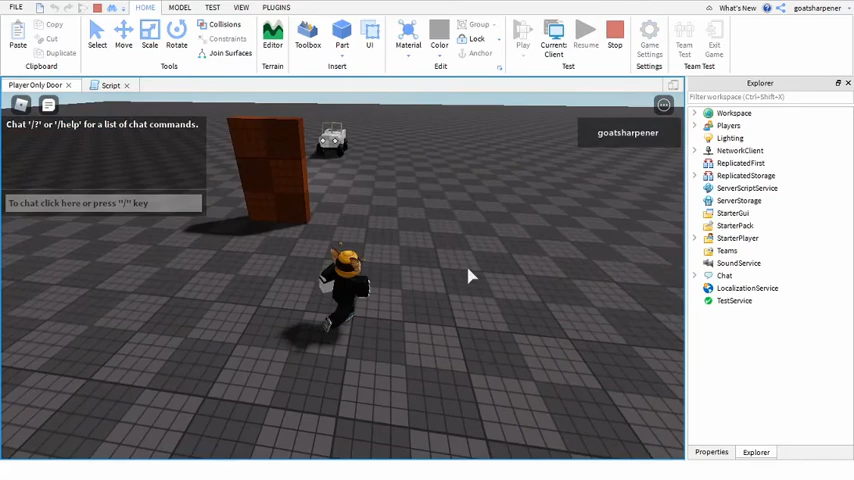 FILE HOME MODEL TEST VIEW PLUGINS What's New goatsharpener
Paste Cut Copy Duplicate Select Move Scale Rotate Collisions Constraints Join Surfaces Editor Toolbox Part UI Material Color Group Lock Anchor Play Current: Client Resume Stop Game Settings Team Test Exit Game
Clipboard Tools Terrain Insert Edit Test Settings Team Test
Player Only Door Script Explorer
Filter workspace (Ctrl+Shift+X)
Chat '/?' or '/help' for a list of chat commands.
To chat click here or press "/" key
goatsharpener
Workspace
Players
Lighting
NetworkClient
ReplicatedFirst
ReplicatedStorage
ServerScriptService
ServerStorage
StarterGui
StarterPack
StarterPlayer
Teams
SoundService
Chat
LocalizationService
TestService
Properties Explorer